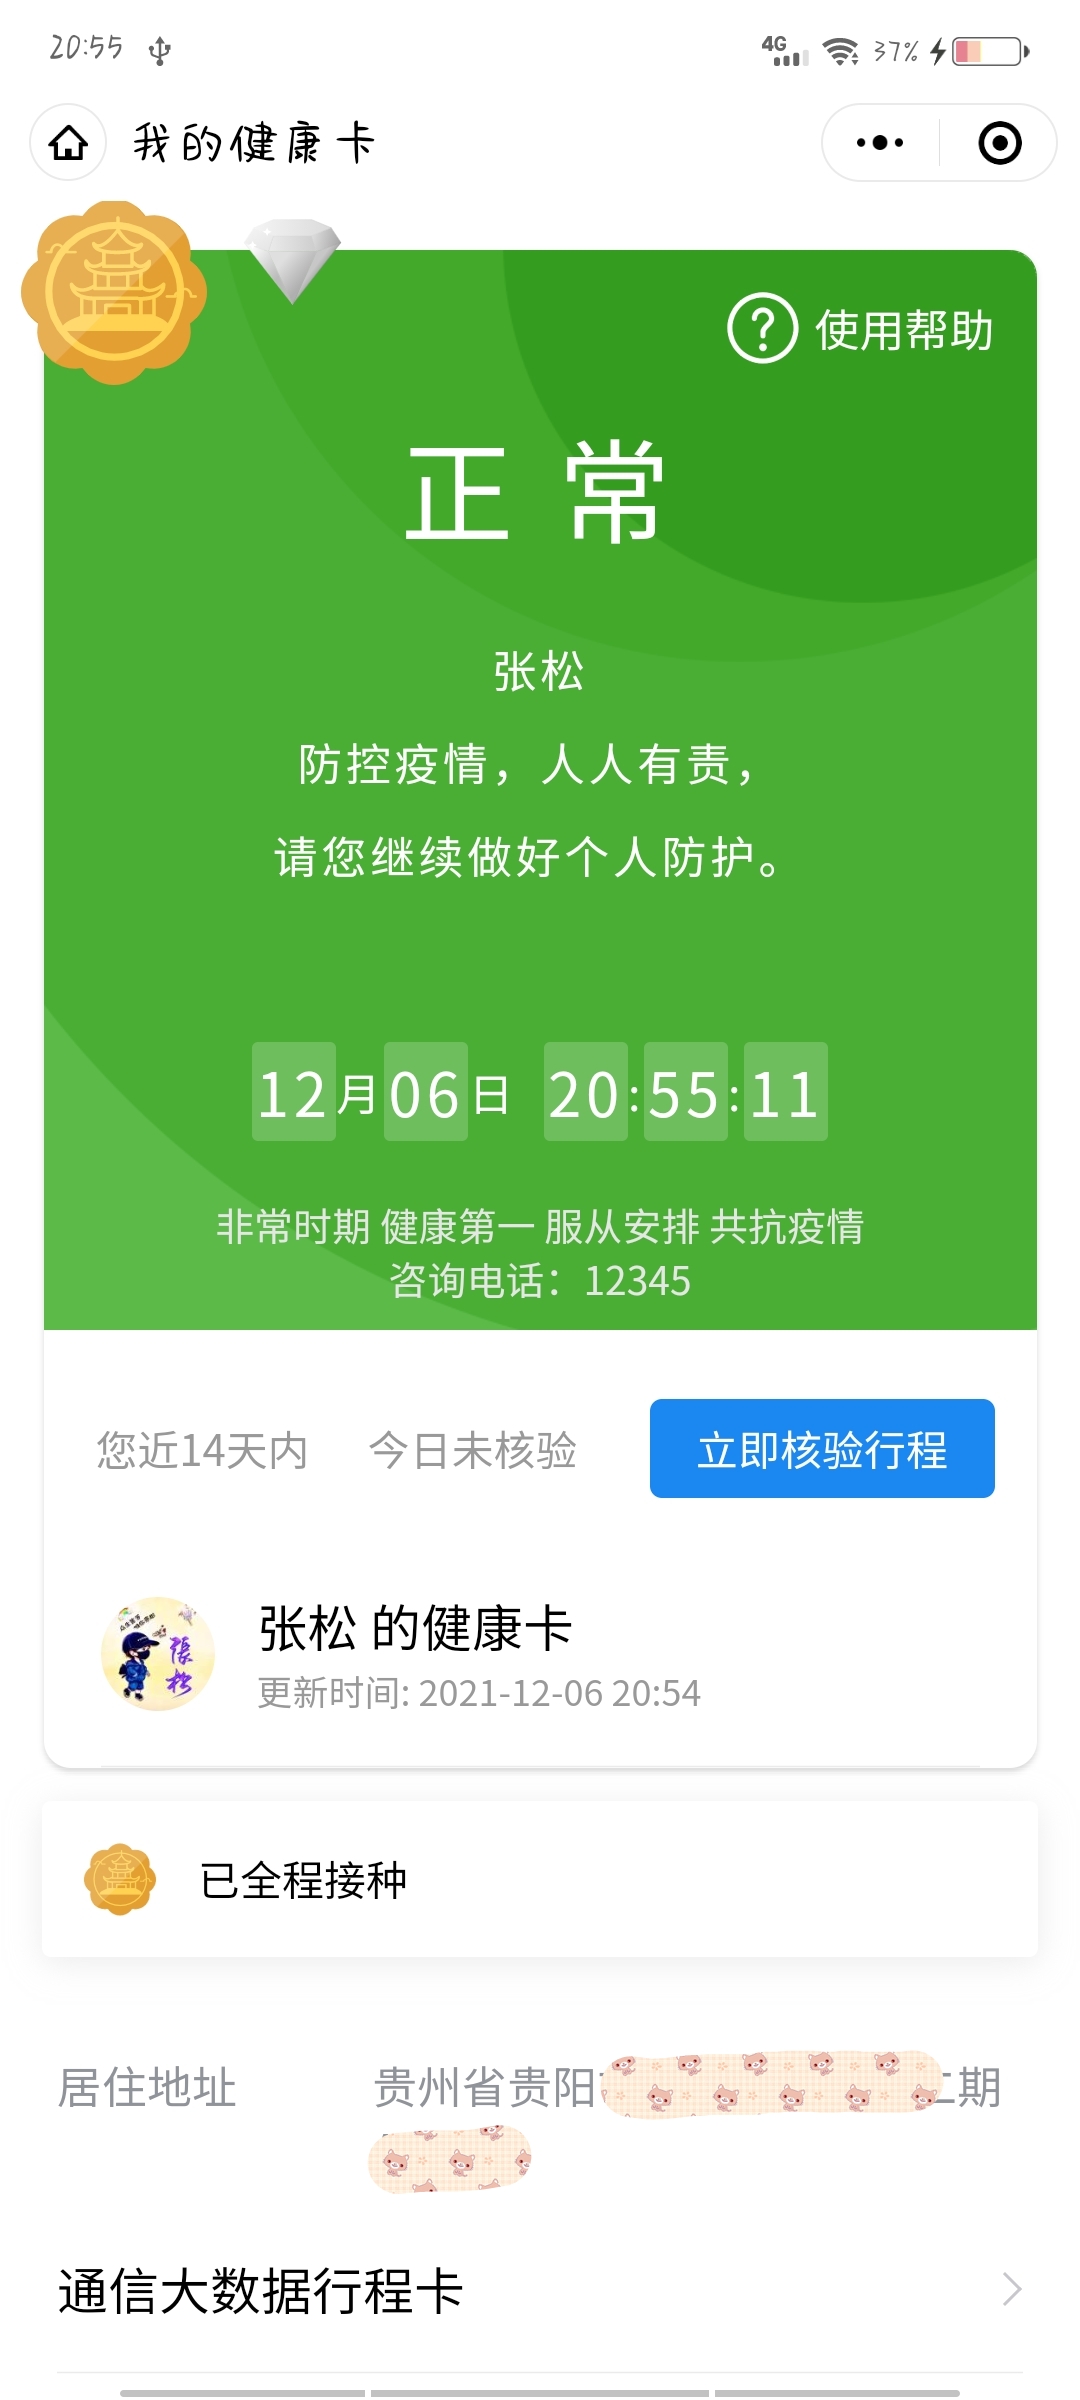 20:55
4G 37%
我的健康卡
使用帮助
正常
张松
防控疫情，人人有责，
请您继续做好个人防护。
12月06日 20:55:11
非常时期 健康第一 服从安排 共抗疫情
咨询电话：12345
您近14天内 今日未核验 立即核验行程
張松
张松 的健康卡
更新时间: 2021-12-06 20:54
已全程接种
居住地址 贵州省贵阳 期
通信大数据行程卡